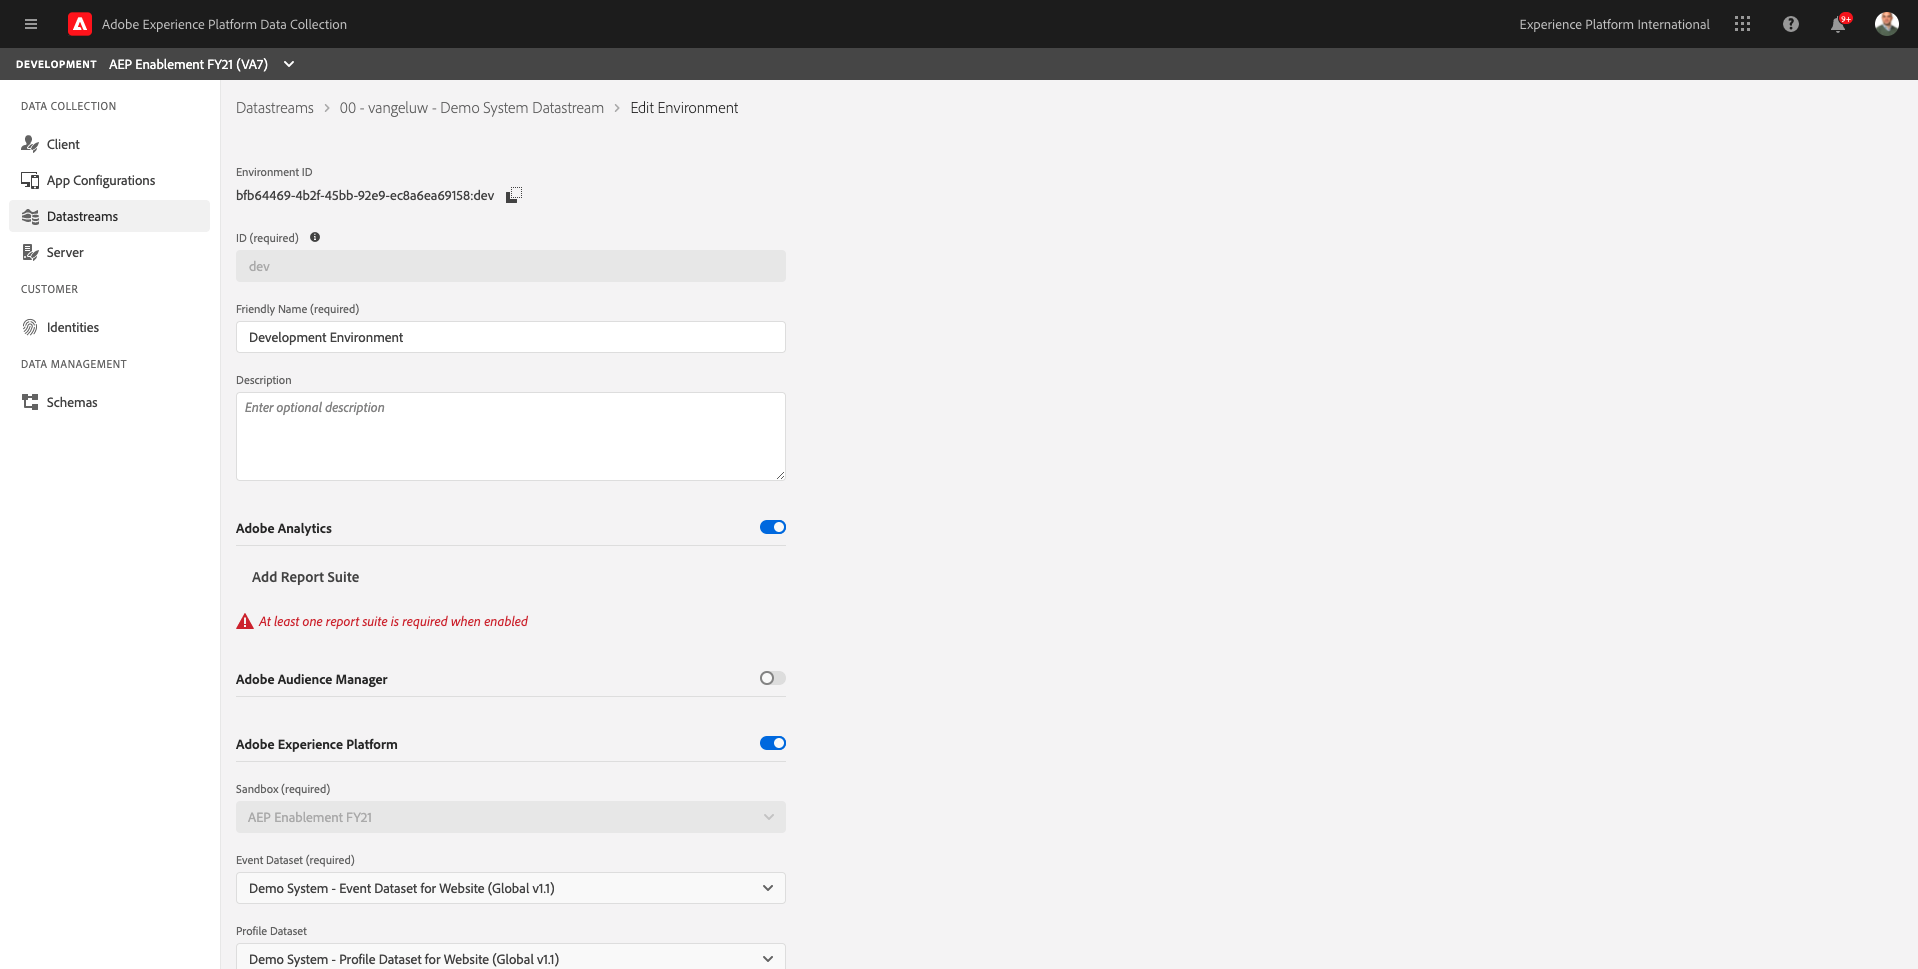 Adobe Experience Platform Data Collection
Experience Platform International
9+
DEVELOPMENT AEP Enablement FY21 (VA7)
DATA COLLECTION
Client
App Configurations
Datastreams
Server
CUSTOMER
Identities
DATA MANAGEMENT
Schemas
Datastreams > 00 - vangeluw - Demo System Datastream > Edit Environment
Environment ID
bfb64469-4b2f-45bb-92e9-ec8a6ea69158:dev
ID (required)
dev
Friendly Name (required)
Development Environment
Description
Enter optional description
Adobe Analytics
Add Report Suite
At least one report suite is required when enabled
Adobe Audience Manager
Adobe Experience Platform
Sandbox (required)
AEP Enablement FY21
Event Dataset (required)
Demo System - Event Dataset for Website (Global v1.1)
Profile Dataset
Demo System - Profile Dataset for Website (Global v1.1)